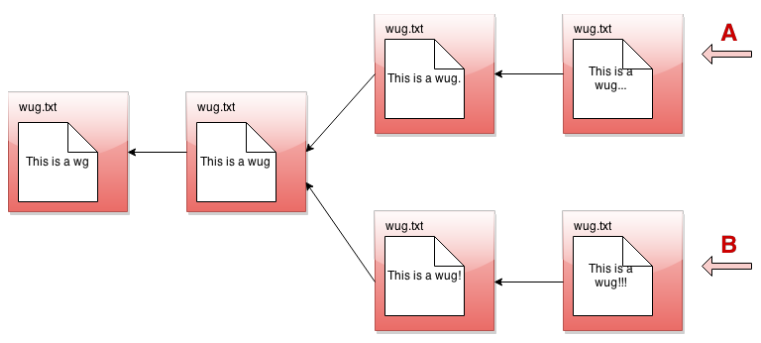 wug.txt
This is a wg
wug.txt
This is a wug
wug.txt
This is a wug.
wug.txt
This is a
wug...
A
wug.txt
This is a wug!
wug.txt
This is a
wug!!!
B